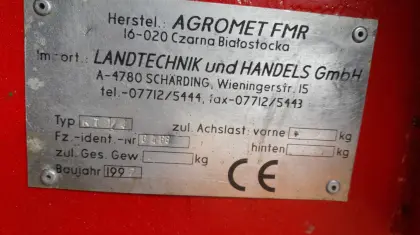 Herstel.: AGROMET FMR
16-020 Czarna Białostocka
Import.: LANDTECHNIK und HANDELS GmbH
A-4780 SCHÄRDING, Wieningerstr. 15
tel.-07712/5444, fax-07712/5443
Typ zul. Achslast: vorne kg
Fz.-ident.-Nr hinten kg
zul. Ges. Gew kg
Baujahr 199
CE